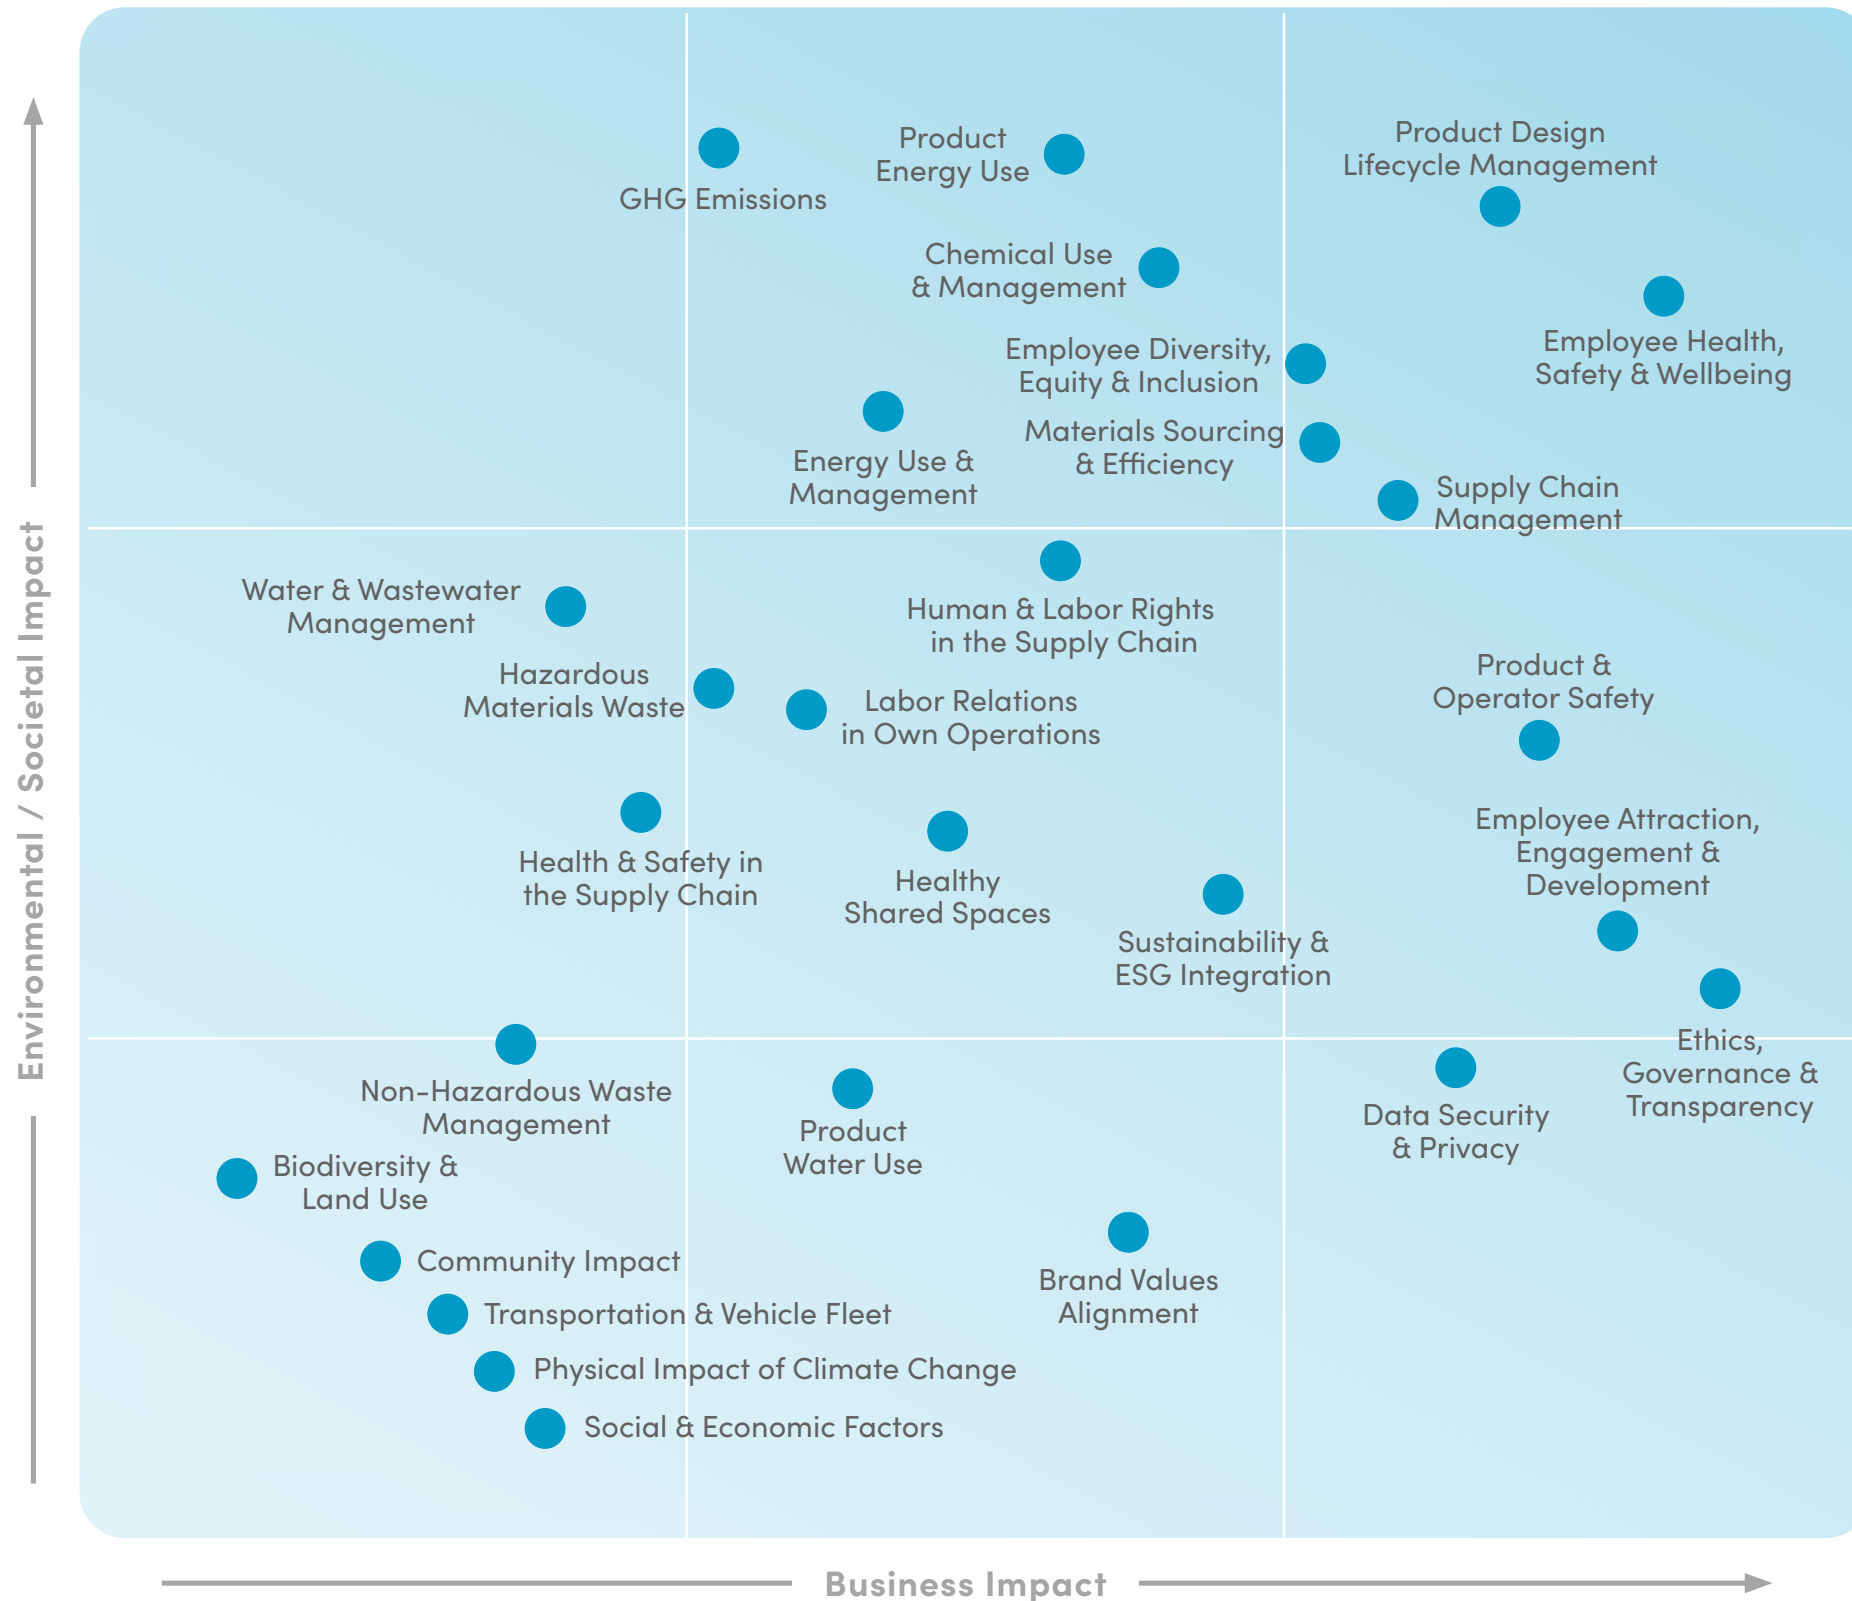 Product
Energy Use
GHG Emissions
Product Design
Lifecycle Management
Chemical Use
& Management
Employee Health,
Safety & Wellbeing
Employee Diversity,
Equity & Inclusion
Materials Sourcing
& Efficiency
Energy Use &
Management
Supply Chain
Management
Water & Wastewater
Management
Human & Labor Rights
in the Supply Chain
Hazardous
Materials Waste
Labor Relations
in Own Operations
Product &
Operator Safety
Health & Safety in
the Supply Chain
Healthy
Shared Spaces
Employee Attraction,
Engagement &
Development
Sustainability &
ESG Integration
Ethics,
Governance &
Transparency
Non-Hazardous Waste
Management
Product
Water Use
Data Security
& Privacy
Biodiversity &
Land Use
Community Impact
Brand Values
Alignment
Transportation & Vehicle Fleet
Physical Impact of Climate Change
Social & Economic Factors
Environmental / Societal Impact
Business Impact